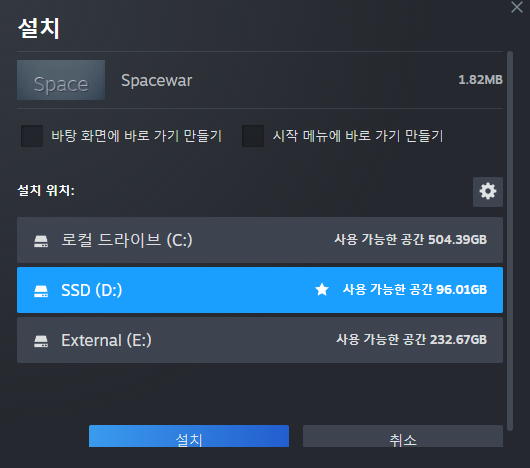 설치
Space
Spacewar
1.82MB
바탕 화면에 바로 가기 만들기
시작 메뉴에 바로 가기 만들기
설치 위치:
로컬 드라이브 (C:)
사용 가능한 공간 504.39GB
SSD (D:)
사용 가능한 공간 96.01GB
External (E:)
사용 가능한 공간 232.67GB
설치
취소